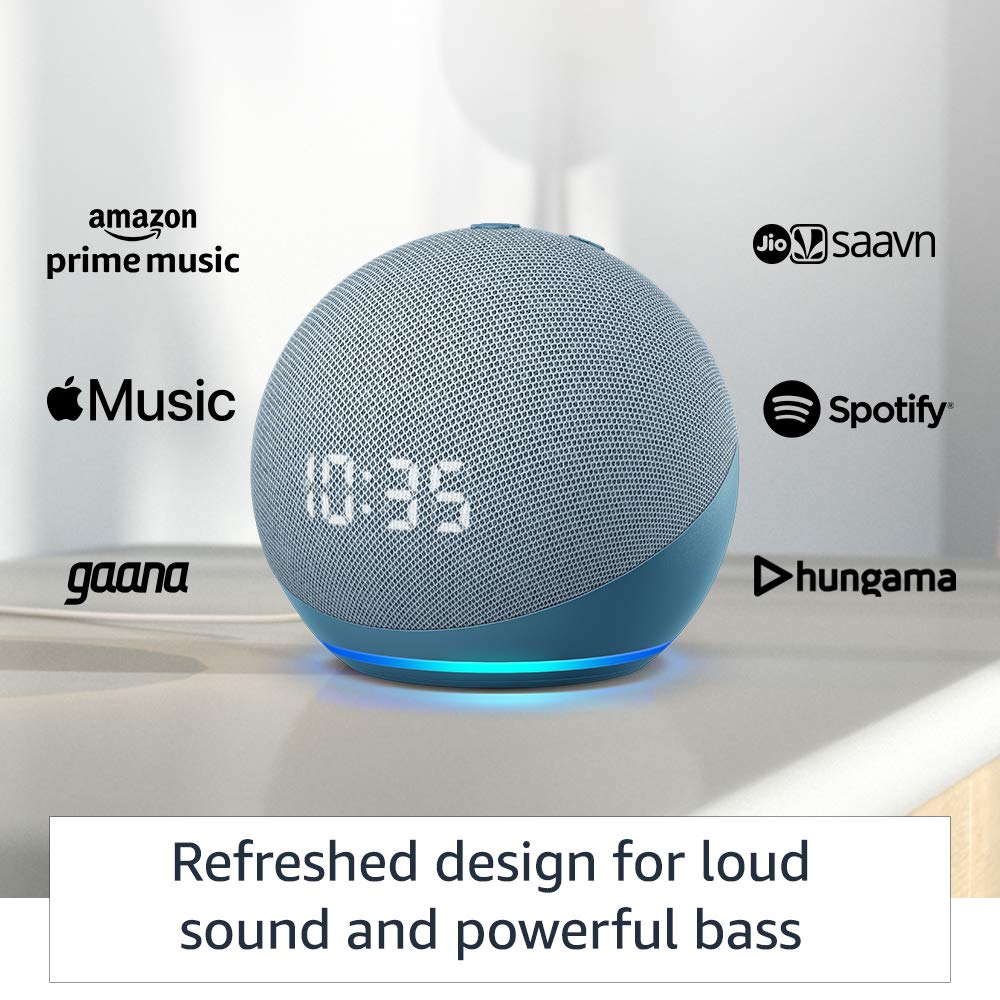 amazon
prime music
Music
gaana
10:35
Jio saavn
Spotify®
hungama
Refreshed design for loud
sound and powerful bass